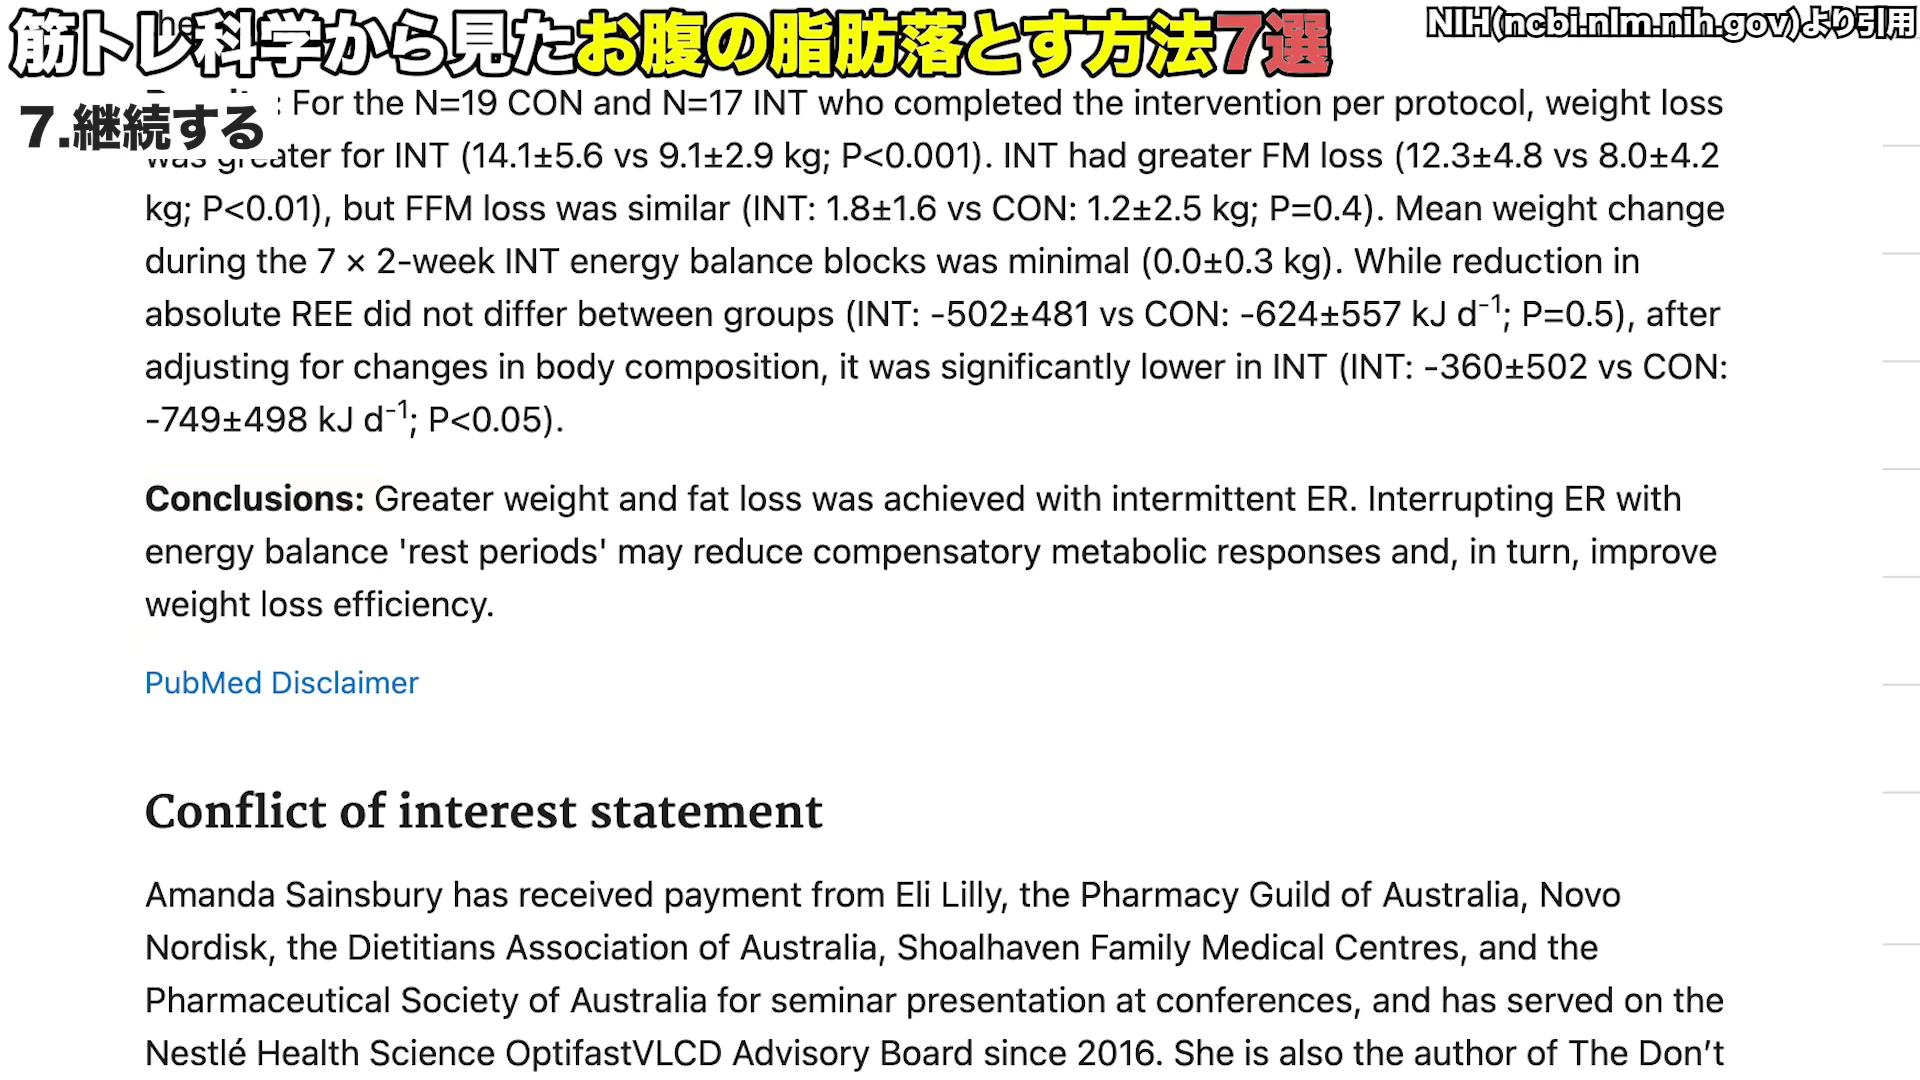 筋トレ科学から見たお腹の脂肪落とす方法7選
NIH(ncbi.nlm.nih.gov)より引用
7.継続する
: For the N=19 CON and N=17 INT who completed the intervention per protocol, weight loss
was greater for INT (14.1±5.6 vs 9.1±2.9 kg; P<0.001). INT had greater FM loss (12.3±4.8 vs 8.0±4.2
kg; P<0.01), but FFM loss was similar (INT: 1.8±1.6 vs CON: 1.2±2.5 kg; P=0.4). Mean weight change
during the 7 × 2-week INT energy balance blocks was minimal (0.0±0.3 kg). While reduction in
absolute REE did not differ between groups (INT: -502±481 vs CON: -624±557 kJ d⁻¹; P=0.5), after
adjusting for changes in body composition, it was significantly lower in INT (INT: -360±502 vs CON:
-749±498 kJ d⁻¹; P<0.05).
Conclusions: Greater weight and fat loss was achieved with intermittent ER. Interrupting ER with
energy balance 'rest periods' may reduce compensatory metabolic responses and, in turn, improve
weight loss efficiency.
PubMed Disclaimer
Conflict of interest statement
Amanda Sainsbury has received payment from Eli Lilly, the Pharmacy Guild of Australia, Novo
Nordisk, the Dietitians Association of Australia, Shoalhaven Family Medical Centres, and the
Pharmaceutical Society of Australia for seminar presentation at conferences, and has served on the
Nestlé Health Science OptifastVLCD Advisory Board since 2016. She is also the author of The Don’t